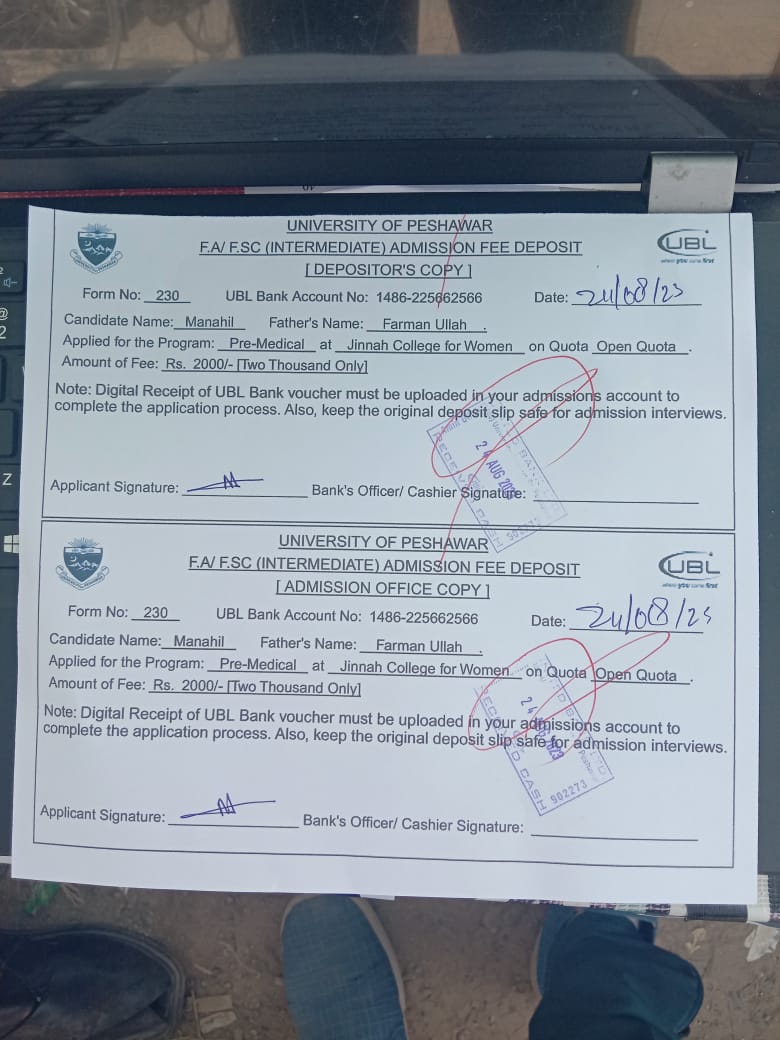 UNIVERSITY OF PESHAWAR
F.A/ F.SC (INTERMEDIATE) ADMISSION FEE DEPOSIT
[ DEPOSITOR'S COPY ]
UBL
where you come first
Form No: 230 UBL Bank Account No: 1486-225662566 Date: 24/08/23
Candidate Name: Manahil Father's Name: Farman Ullah .
Applied for the Program: Pre-Medical at Jinnah College for Women on Quota Open Quota .
Amount of Fee: Rs. 2000/- [Two Thousand Only]
Note: Digital Receipt of UBL Bank voucher must be uploaded in your admissions account to
complete the application process. Also, keep the original deposit slip safe for admission interviews.
24 AUG 2023
RECEIVED CASH
902273
Applicant Signature: Bank's Officer/ Cashier Signature:
UNIVERSITY OF PESHAWAR
F.A/ F.SC (INTERMEDIATE) ADMISSION FEE DEPOSIT
[ ADMISSION OFFICE COPY ]
UBL
where you come first
Form No: 230 UBL Bank Account No: 1486-225662566 Date: 24/08/23
Candidate Name: Manahil Father's Name: Farman Ullah .
Applied for the Program: Pre-Medical at Jinnah College for Women on Quota Open Quota .
Amount of Fee: Rs. 2000/- [Two Thousand Only]
Note: Digital Receipt of UBL Bank voucher must be uploaded in your admissions account to
complete the application process. Also, keep the original deposit slip safe for admission interviews.
24 AUG 2023
RECEIVED CASH
902273
Applicant Signature: Bank's Officer/ Cashier Signature: